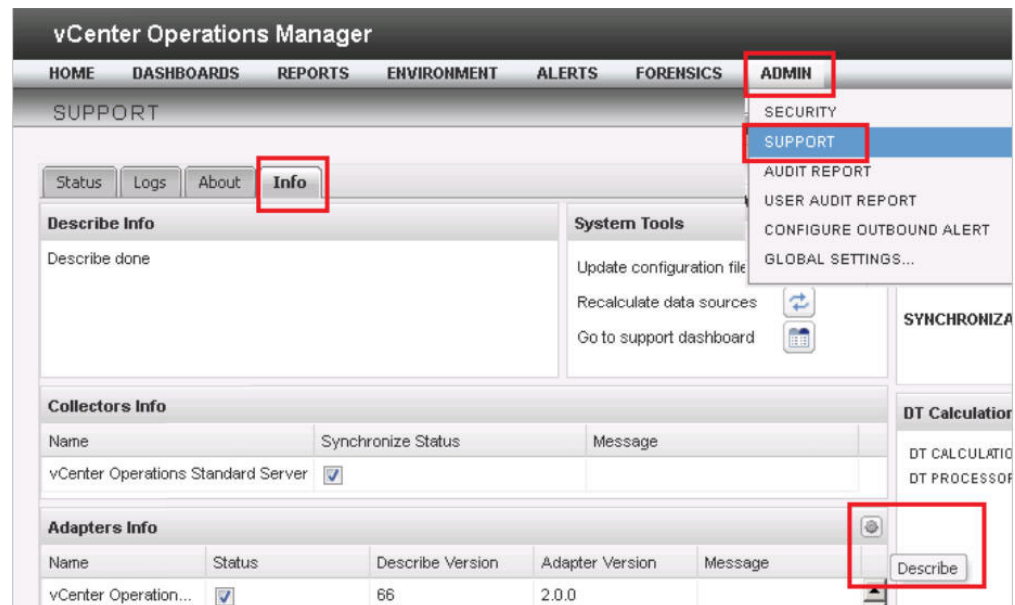 vCenter Operations Manager
HOME DASHBOARDS REPORTS ENVIRONMENT ALERTS FORENSICS ADMIN
SUPPORT
SECURITY
SUPPORT
AUDIT REPORT
USER AUDIT REPORT
CONFIGURE OUTBOUND ALERT
GLOBAL SETTINGS...
Status Logs About Info
Describe Info
Describe done
System Tools
Update configuration file
Recalculate data sources
Go to support dashboard
SYNCHRONIZA
Collectors Info
Name Synchronize Status Message
vCenter Operations Standard Server
DT Calculation
DT CALCULATIO
DT PROCESSOR
Adapters Info
Name Status Describe Version Adapter Version Message
Describe
vCenter Operation... 66 2.0.0